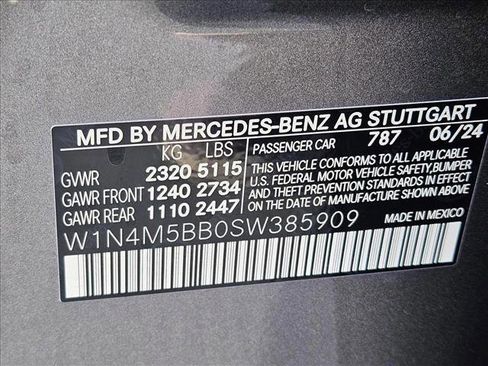 MFD BY MERCEDES-BENZ AG STUTTGART
KG LBS PASSENGER CAR 787 06/24
GVWR 2320 5115
GAWR FRONT 1240 2734
GAWR REAR 1110 2447
THIS VEHICLE CONFORMS TO ALL APPLICABLE
U.S. FEDERAL MOTOR VEHICLE SAFETY,BUMPER
AND THEFT PREVENTION STANDARDS IN EFFECT
ON THE DATE OF MANUFACTURE SHOWN ABOVE.
W1N4M5BB0SW385909 MADE IN MEXICO